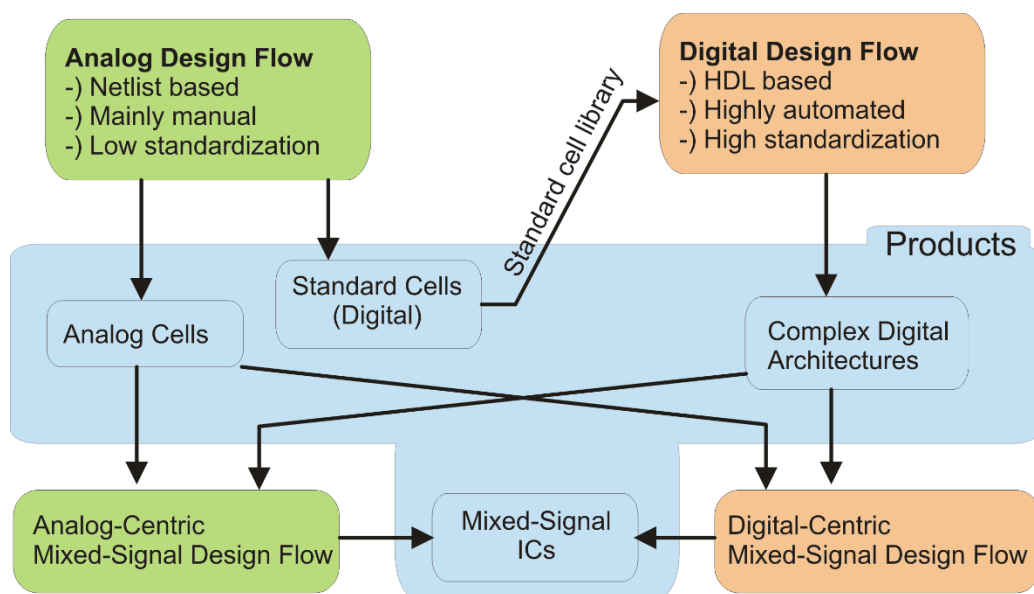 Analog Design Flow
-) Netlist based
-) Mainly manual
-) Low standardization
Standard cell library
Digital Design Flow
-) HDL based
-) Highly automated
-) High standardization
Products
Standard Cells
(Digital)
Analog Cells
Complex Digital
Architectures
Analog-Centric
Mixed-Signal Design Flow
Mixed-Signal
ICs
Digital-Centric
Mixed-Signal Design Flow